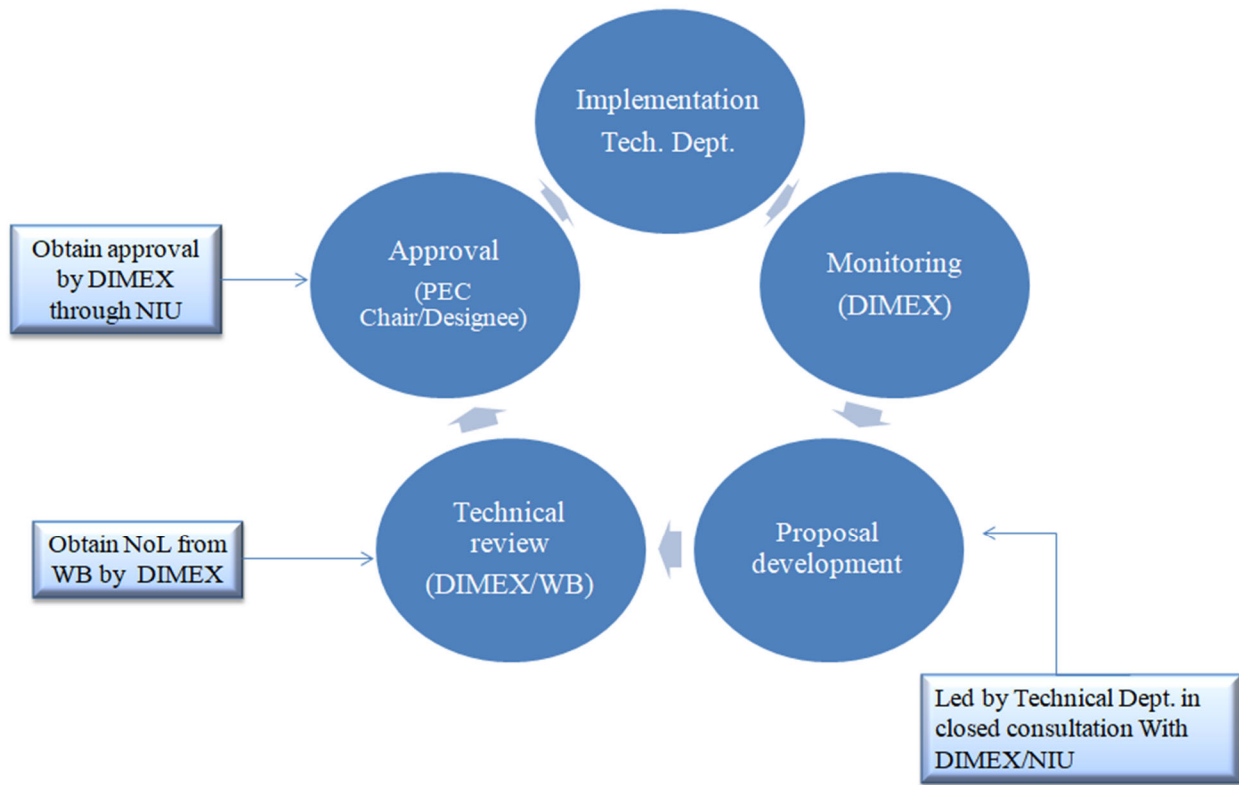 Implementation
Tech. Dept.
Obtain approval
by DIMEX
through NIU
Approval
(PEC
Chair/Designee)
Monitoring
(DIMEX)
Obtain NoL from
WB by DIMEX
Technical
review
(DIMEX/WB)
Proposal
development
Led by Technical Dept. in
closed consultation With
DIMEX/NIU